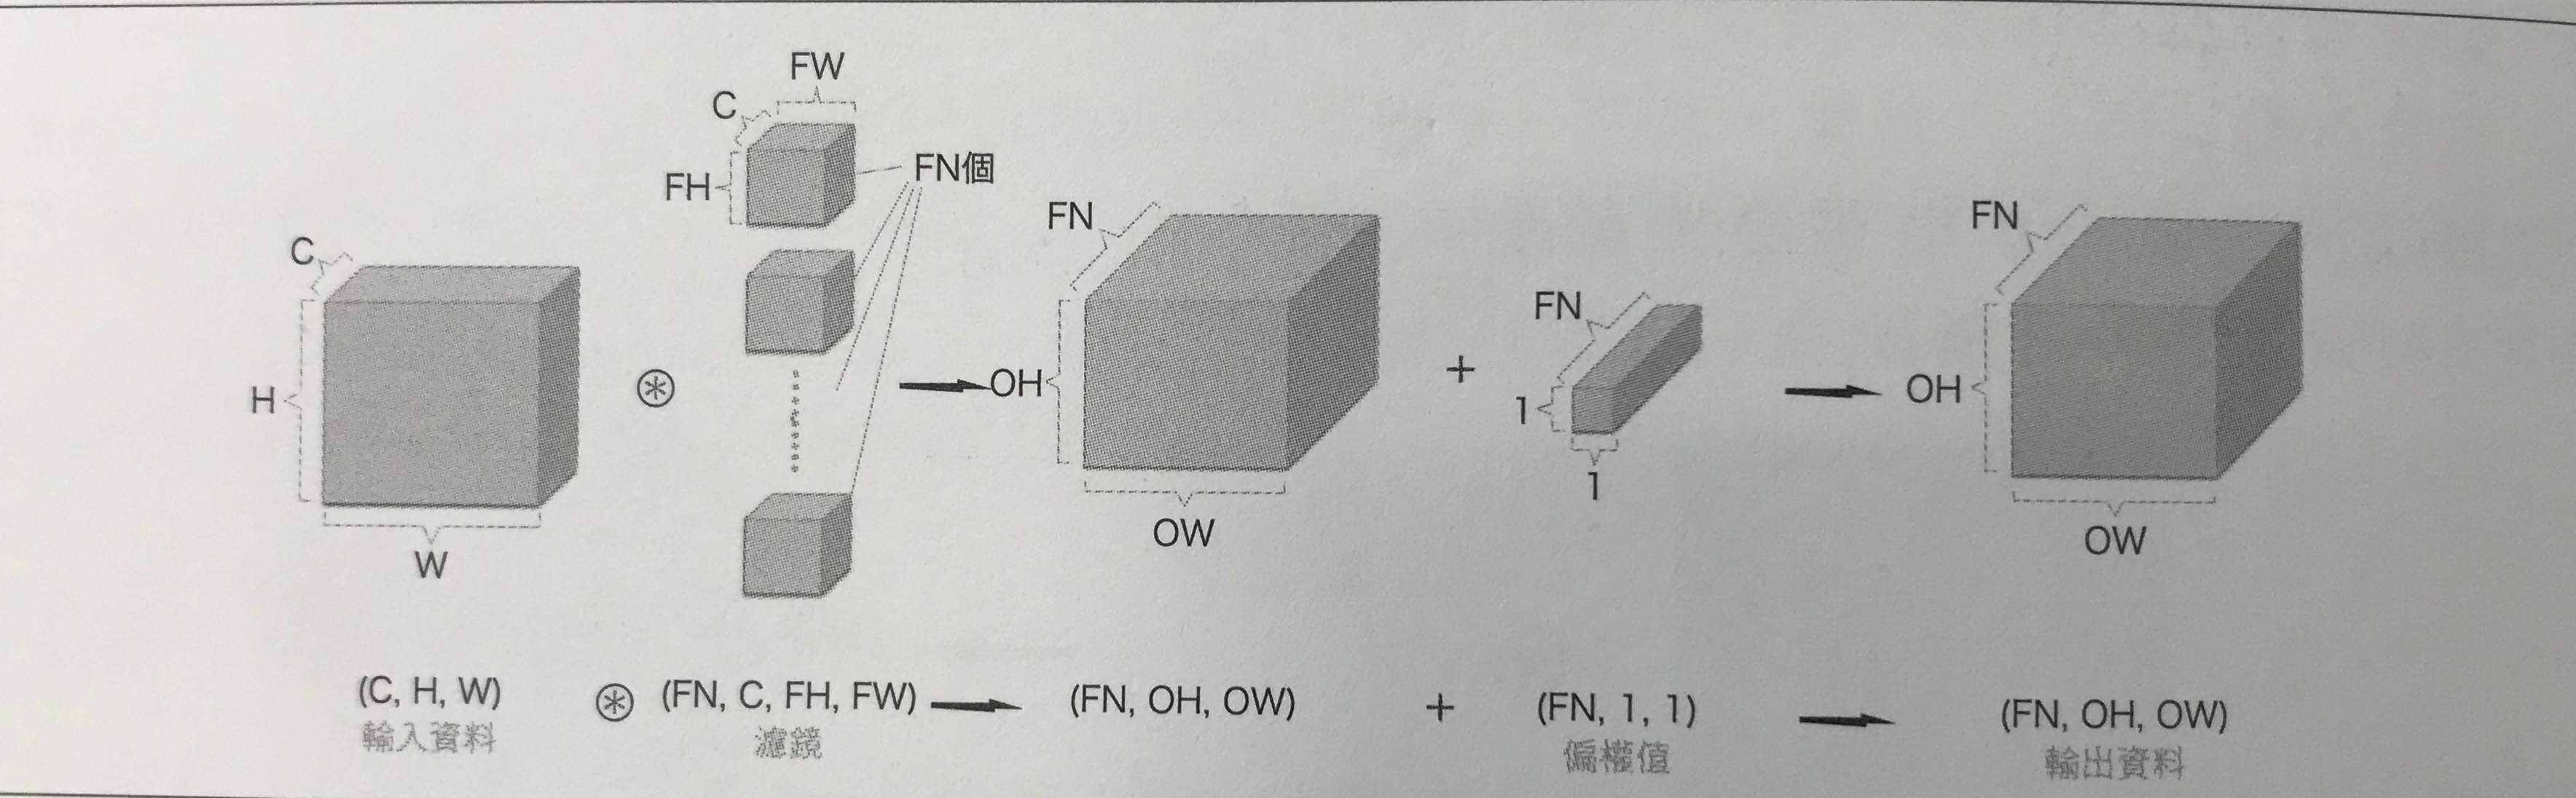 FW
C
FH
FN個
C
H
W
⊛
FN
OH
OW
+
FN
1
1
FN
OH
OW
(C, H, W) ⊛ (FN, C, FH, FW) → (FN, OH, OW) + (FN, 1, 1) → (FN, OH, OW)
輸入資料 濾鏡 偏權值 輸出資料